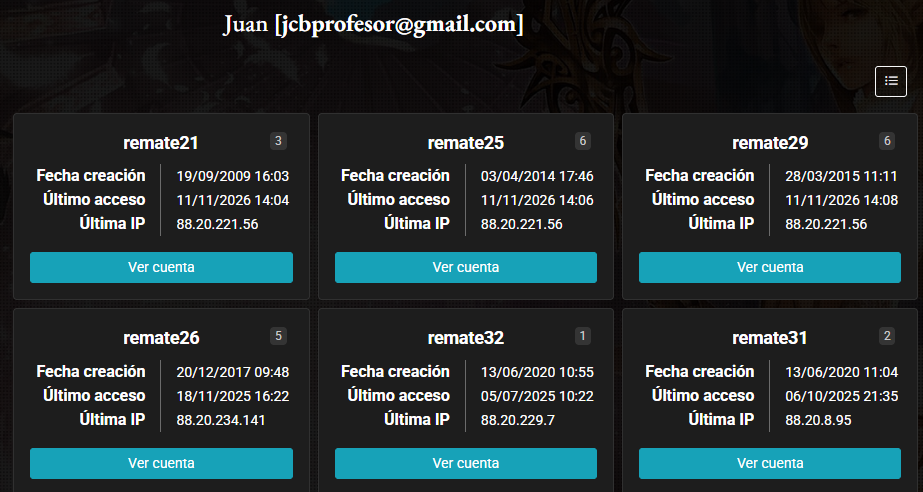 Juan [jcbprofesor@gmail.com]
remate21 3
Fecha creación 19/09/2009 16:03
Último acceso 11/11/2026 14:04
Última IP 88.20.221.56
Ver cuenta
remate25 6
Fecha creación 03/04/2014 17:46
Último acceso 11/11/2026 14:06
Última IP 88.20.221.56
Ver cuenta
remate29 6
Fecha creación 28/03/2015 11:11
Último acceso 11/11/2026 14:08
Última IP 88.20.221.56
Ver cuenta
remate26 5
Fecha creación 20/12/2017 09:48
Último acceso 18/11/2025 16:22
Última IP 88.20.234.141
Ver cuenta
remate32 1
Fecha creación 13/06/2020 10:55
Último acceso 05/07/2025 10:22
Última IP 88.20.229.7
Ver cuenta
remate31 2
Fecha creación 13/06/2020 11:04
Último acceso 06/10/2025 21:35
Última IP 88.20.8.95
Ver cuenta